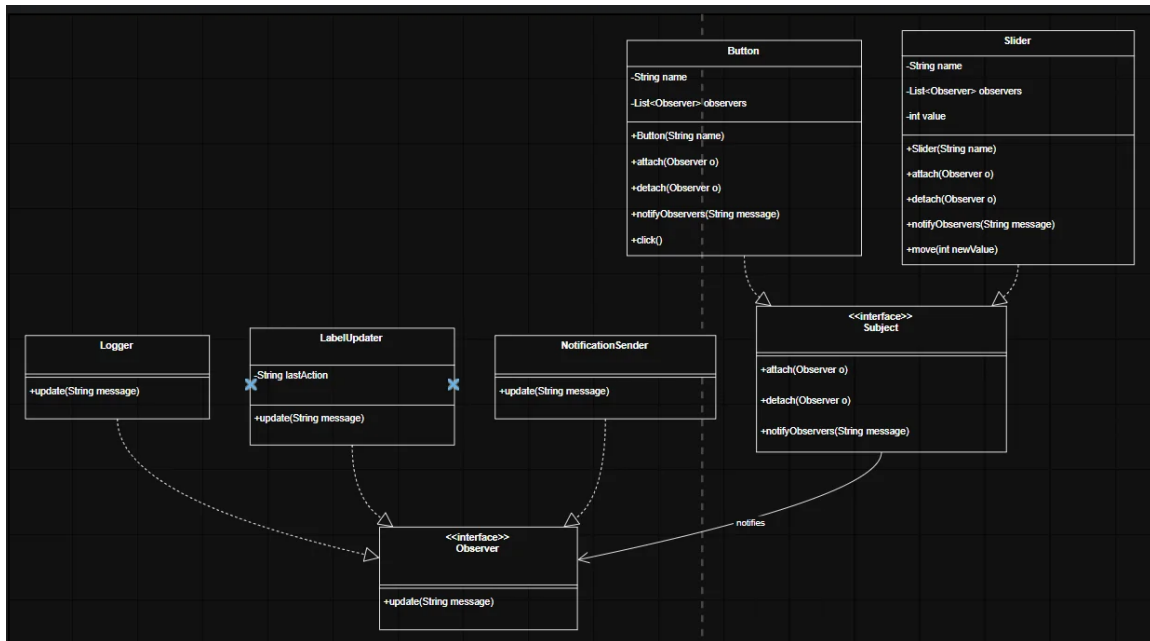 Button
-String name
-List<Observer> observers
+Button(String name)
+attach(Observer o)
+detach(Observer o)
+notifyObservers(String message)
+click()
Slider
-String name
-List<Observer> observers
-int value
+Slider(String name)
+attach(Observer o)
+detach(Observer o)
+notifyObservers(String message)
+move(int newValue)
Logger
+update(String message)
LabelUpdater
-String lastAction
+update(String message)
NotificationSender
+update(String message)
<<interface>>
Subject
+attach(Observer o)
+detach(Observer o)
+notifyObservers(String message)
notifies
<<interface>>
Observer
+update(String message)